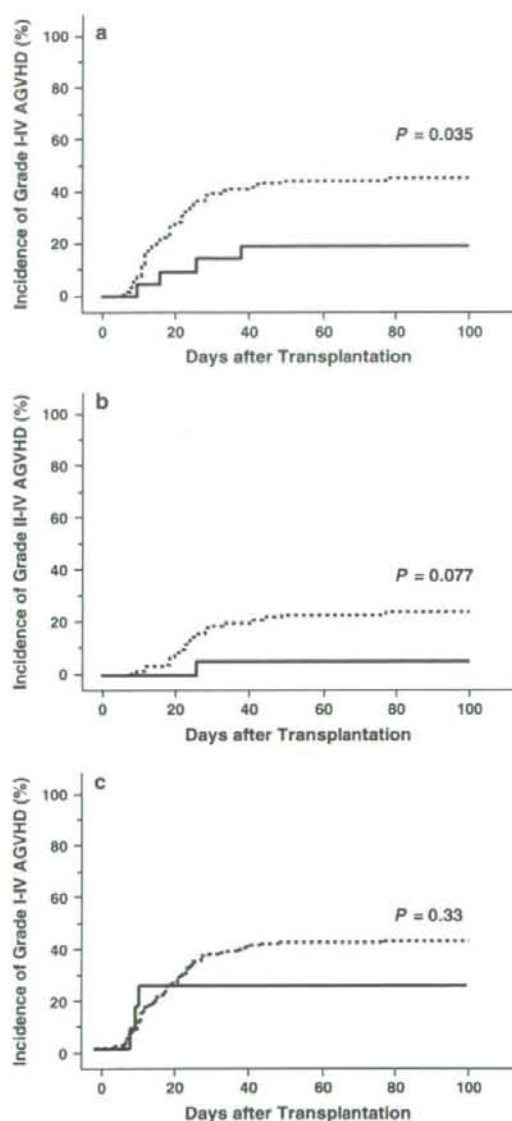 a
Incidence of Grade I-IV AGVHD (%)
100
80
60
40
20
0
P = 0.035
0 20 40 60 80 100
Days after Transplantation
b
Incidence of Grade II-IV AGVHD (%)
100
80
60
40
20
0
P = 0.077
0 20 40 60 80 100
Days after Transplantation
c
Incidence of Grade I-IV AGVHD (%)
100
80
60
40
20
0
P = 0.33
0 20 40 60 80 100
Days after Transplantation